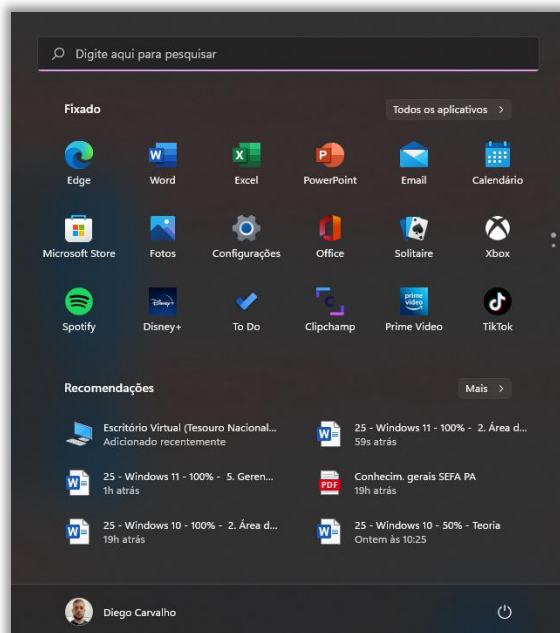 Digite aqui para pesquisar
Fixado
Todos os aplicativos >
Edge
Word
Excel
PowerPoint
Email
Calendário
Microsoft Store
Fotos
Configurações
Office
Solitaire
Xbox
Spotify
Disney+
To Do
Clipchamp
Prime Video
TikTok
Recomendações
Mais >
Escritório Virtual (Tesouro Nacional...
Adicionado recentemente
25 - Windows 11 - 100% - 2. Área d...
59s atrás
25 - Windows 11 - 100% - 5. Geren...
1h atrás
PDF
Conhecim. gerais SEFA PA
19h atrás
25 - Windows 10 - 100% - 2. Área d...
19h atrás
25 - Windows 10 - 50% - Teoria
Ontem às 10:25
Diego Carvalho